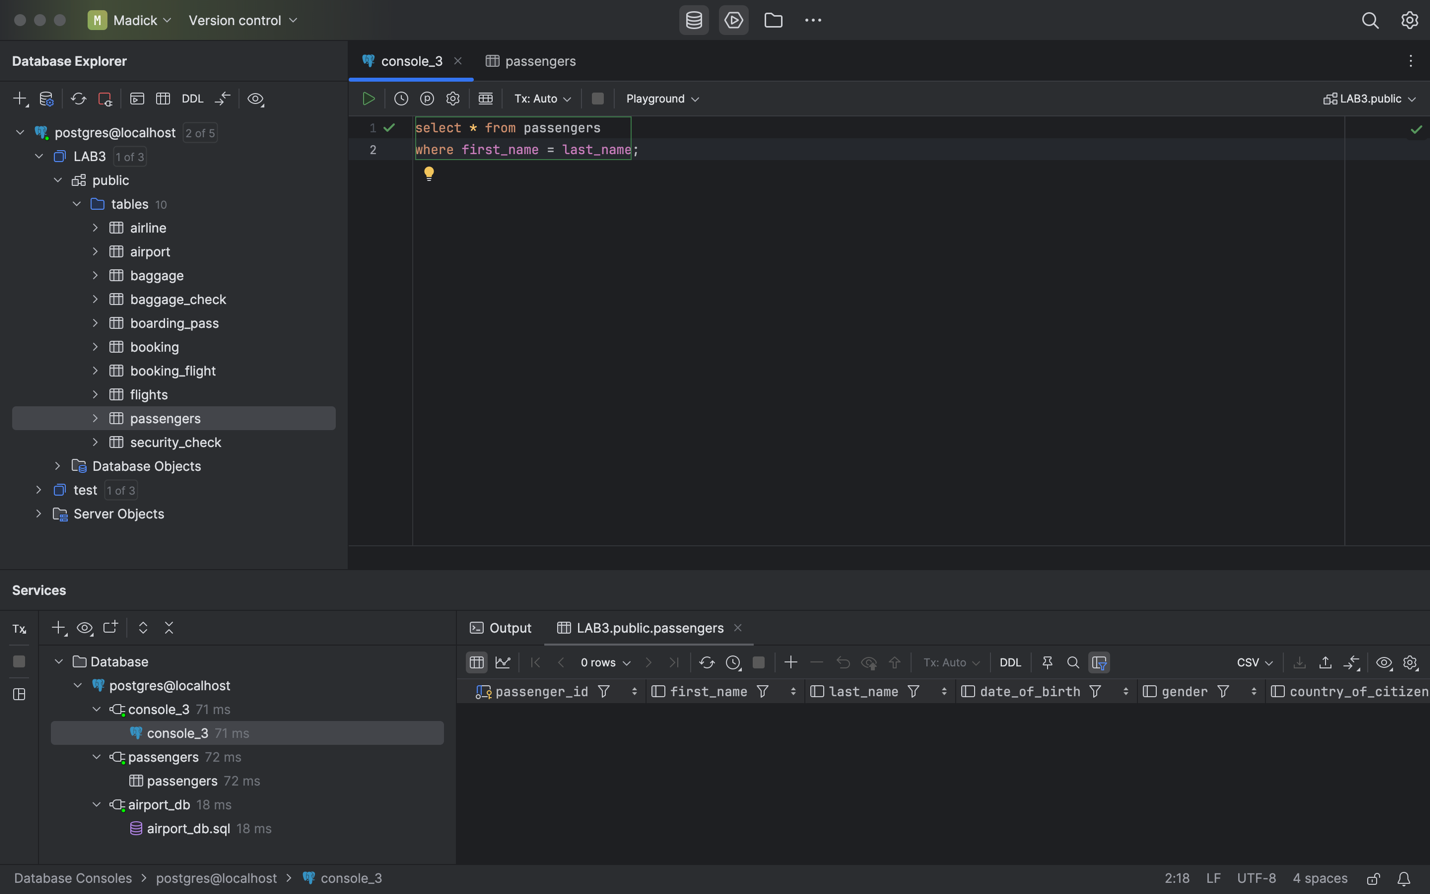 M Madick Version control
Database Explorer
console_3 passengers
DDL
Tx: Auto Playground LAB3.public
postgres@localhost 2 of 5
LAB3 1 of 3
public
tables 10
airline
airport
baggage
baggage_check
boarding_pass
booking
booking_flight
flights
passengers
security_check
Database Objects
test 1 of 3
Server Objects
1 select * from passengers
2 where first_name = last_name;
Services
Tx
Output LAB3.public.passengers
Database
postgres@localhost
console_3 71 ms
console_3 71 ms
passengers 72 ms
passengers 72 ms
airport_db 18 ms
airport_db.sql 18 ms
0 rows Tx: Auto DDL CSV
passenger_id first_name last_name date_of_birth gender country_of_citizen
Database Consoles postgres@localhost console_3
2:18 LF UTF-8 4 spaces